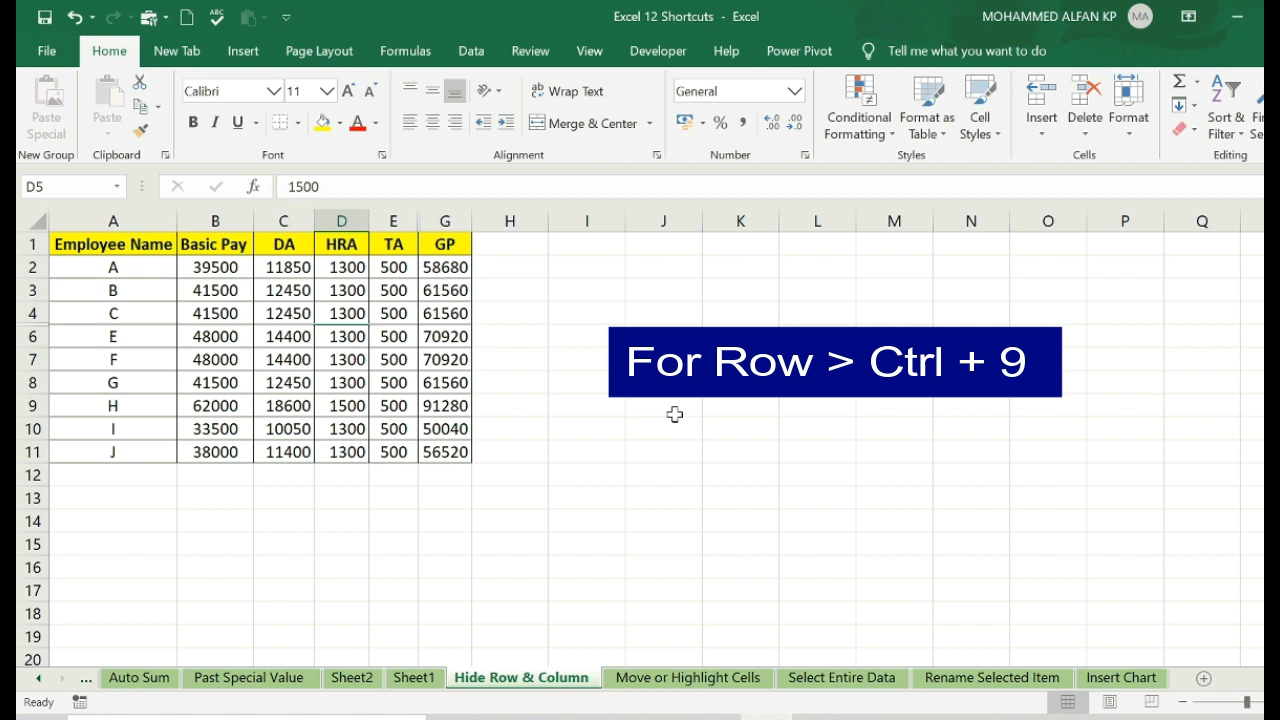 Excel 12 Shortcuts - Excel
MOHAMMED ALFAN KP MA
File Home New Tab Insert Page Layout Formulas Data Review View Developer Help Power Pivot Tell me what you want to do
Calibri 11 Wrap Text General
Paste Special Paste B I U Merge & Center Conditional Formatting Format as Table Cell Styles Insert Delete Format Sort & Filter
New Group Clipboard Font Alignment Number Styles Cells Editing
D5 fx 1500
A B C D E G H I J K L M N O P Q
1 Employee Name Basic Pay DA HRA TA GP
2 A 39500 11850 1300 500 58680
3 B 41500 12450 1300 500 61560
4 C 41500 12450 1300 500 61560
6 E 48000 14400 1300 500 70920
7 F 48000 14400 1300 500 70920
8 G 41500 12450 1300 500 61560
9 H 62000 18600 1500 500 91280
10 I 33500 10050 1300 500 50040
11 J 38000 11400 1300 500 56520
For Row > Ctrl + 9
12
13
14
15
16
17
18
19
20
... Auto Sum Past Special Value Sheet2 Sheet1 Hide Row & Column Move or Highlight Cells Select Entire Data Rename Selected Item Insert Chart
Ready